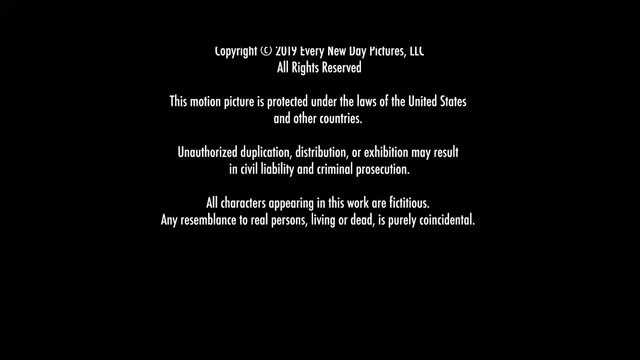 Copyright © 2019 Every New Day Pictures, LLC
All Rights Reserved
This motion picture is protected under the laws of the United States
and other countries.
Unauthorized duplication, distribution, or exhibition may result
in civil liability and criminal prosecution.
All characters appearing in this work are fictitious.
Any resemblance to real persons, living or dead, is purely coincidental.